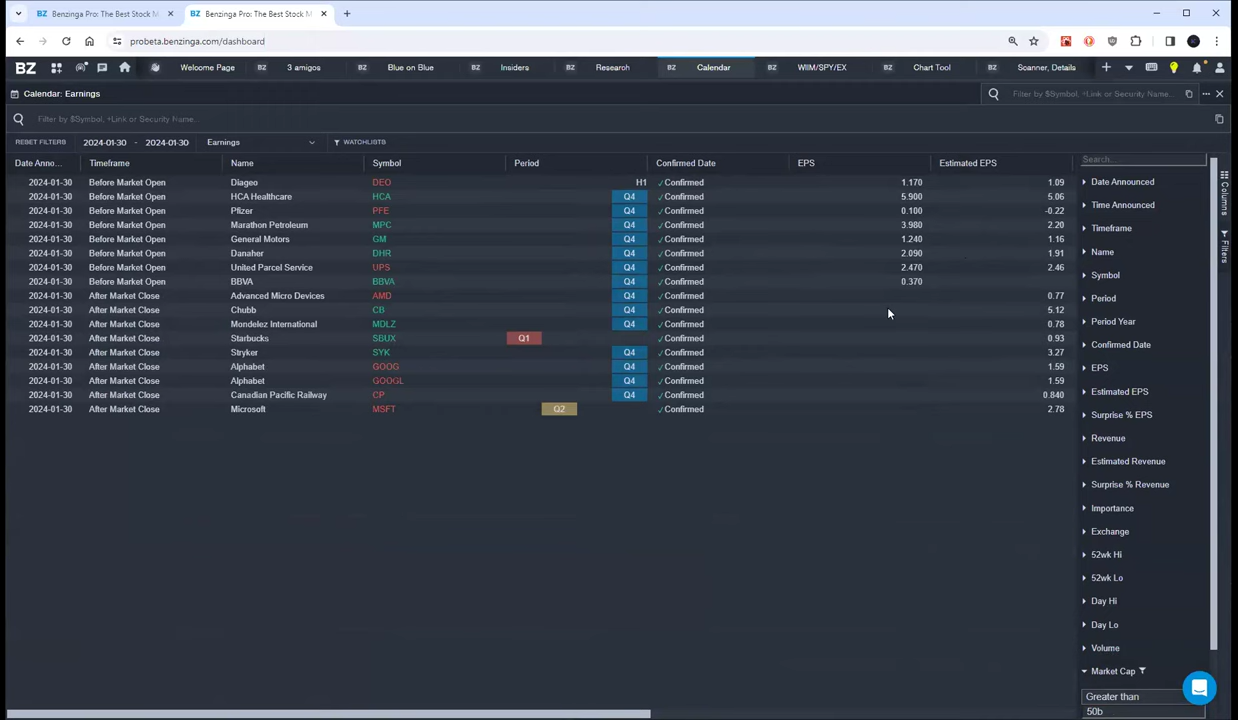 Benzinga Pro: The Best Stock M
Benzinga Pro: The Best Stock M
probeta.benzinga.com/dashboard
BZ
Welcome Page
BZ 3 amigos
BZ Blue on Blue
BZ Insiders
BZ Research
BZ Calendar
BZ WIIM/SPY/EX
BZ Chart Tool
BZ Scanner, Details
Calendar: Earnings
Filter by $Symbol, +Link or Security Name...
Filter by $Symbol, +Link or Security Name...
RESET FILTERS 2024-01-30 - 2024-01-30 Earnings WATCHLISTS
Date Anno... Timeframe Name Symbol Period Confirmed Date EPS Estimated EPS
2024-01-30 Before Market Open Diageo DEO H1 ✓Confirmed 1.170 1.09
2024-01-30 Before Market Open HCA Healthcare HCA Q4 ✓Confirmed 5.900 5.06
2024-01-30 Before Market Open Pfizer PFE Q4 ✓Confirmed 0.100 -0.22
2024-01-30 Before Market Open Marathon Petroleum MPC Q4 ✓Confirmed 3.980 2.20
2024-01-30 Before Market Open General Motors GM Q4 ✓Confirmed 1.240 1.16
2024-01-30 Before Market Open Danaher DHR Q4 ✓Confirmed 2.090 1.91
2024-01-30 Before Market Open United Parcel Service UPS Q4 ✓Confirmed 2.470 2.46
2024-01-30 Before Market Open BBVA BBVA Q4 ✓Confirmed 0.370
2024-01-30 After Market Close Advanced Micro Devices AMD Q4 ✓Confirmed 0.77
2024-01-30 After Market Close Chubb CB Q4 ✓Confirmed 5.12
2024-01-30 After Market Close Mondelez International MDLZ Q4 ✓Confirmed 0.78
2024-01-30 After Market Close Starbucks SBUX Q1 ✓Confirmed 0.93
2024-01-30 After Market Close Stryker SYK Q4 ✓Confirmed 3.27
2024-01-30 After Market Close Alphabet GOOG Q4 ✓Confirmed 1.59
2024-01-30 After Market Close Alphabet GOOGL Q4 ✓Confirmed 1.59
2024-01-30 After Market Close Canadian Pacific Railway CP Q4 ✓Confirmed 0.840
2024-01-30 After Market Close Microsoft MSFT Q2 ✓Confirmed 2.78
Search...
Date Announced
Time Announced
Timeframe
Name
Symbol
Period
Period Year
Confirmed Date
EPS
Estimated EPS
Surprise % EPS
Revenue
Estimated Revenue
Surprise % Revenue
Importance
Exchange
52wk Hi
52wk Lo
Day Hi
Day Lo
Volume
Market Cap
Greater than
50b
Columns
Filters